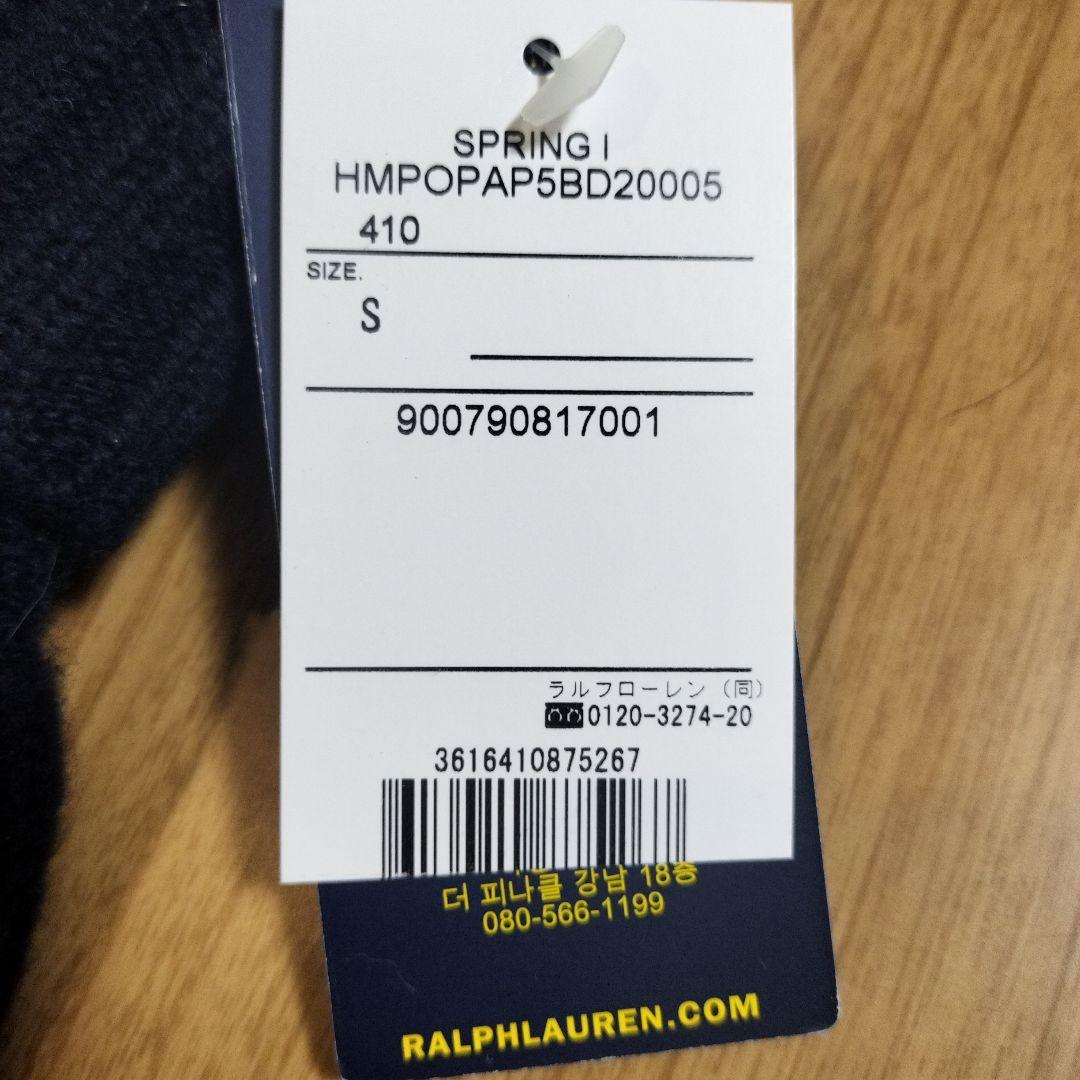 SPRING I
HMPOPAP5BD20005
410
SIZE.
S
900790817001
ラルフローレン（同）
0120-3274-20
3616410875267
더 피나클 강남 18층
080-566-1199
RALPHLAUREN.COM